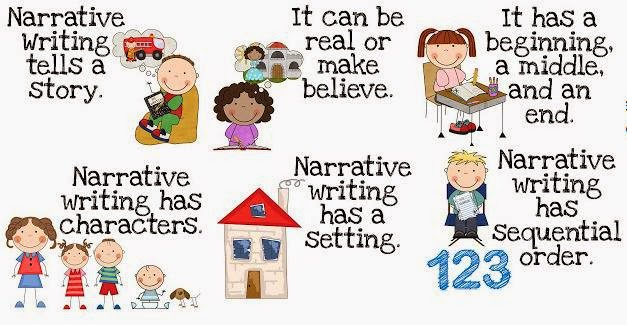 Narrative
Writing
tells a
story.
It can be
real or
make
believe.
It has a
beginning,
a middle,
and an
end.
Narrative
writing has
characters.
Narrative
writing
has a
setting.
Narrative
writing
has
sequential
order.
123